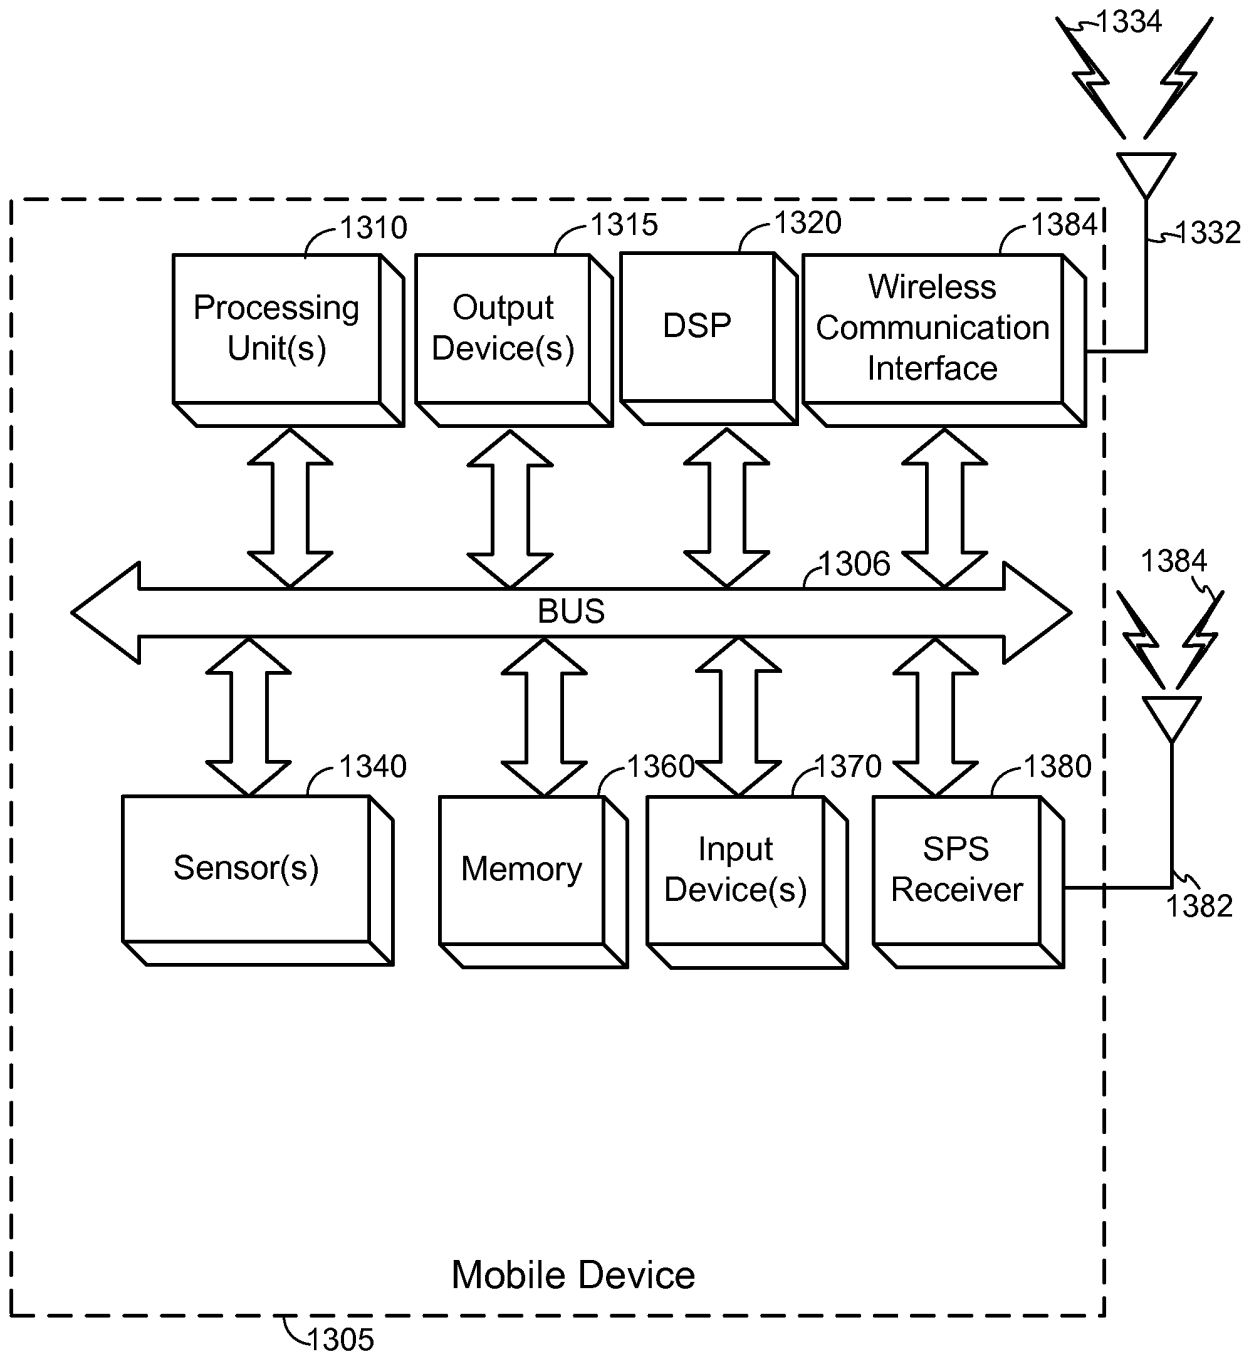 1334
1332
1310
1315
1320
1384
Processing
Unit(s)
Output
Device(s)
DSP
Wireless
Communication
Interface
1306
BUS
1384
1340
1360
1370
1380
Sensor(s)
Memory
Input
Device(s)
SPS
Receiver
1382
Mobile Device
1305